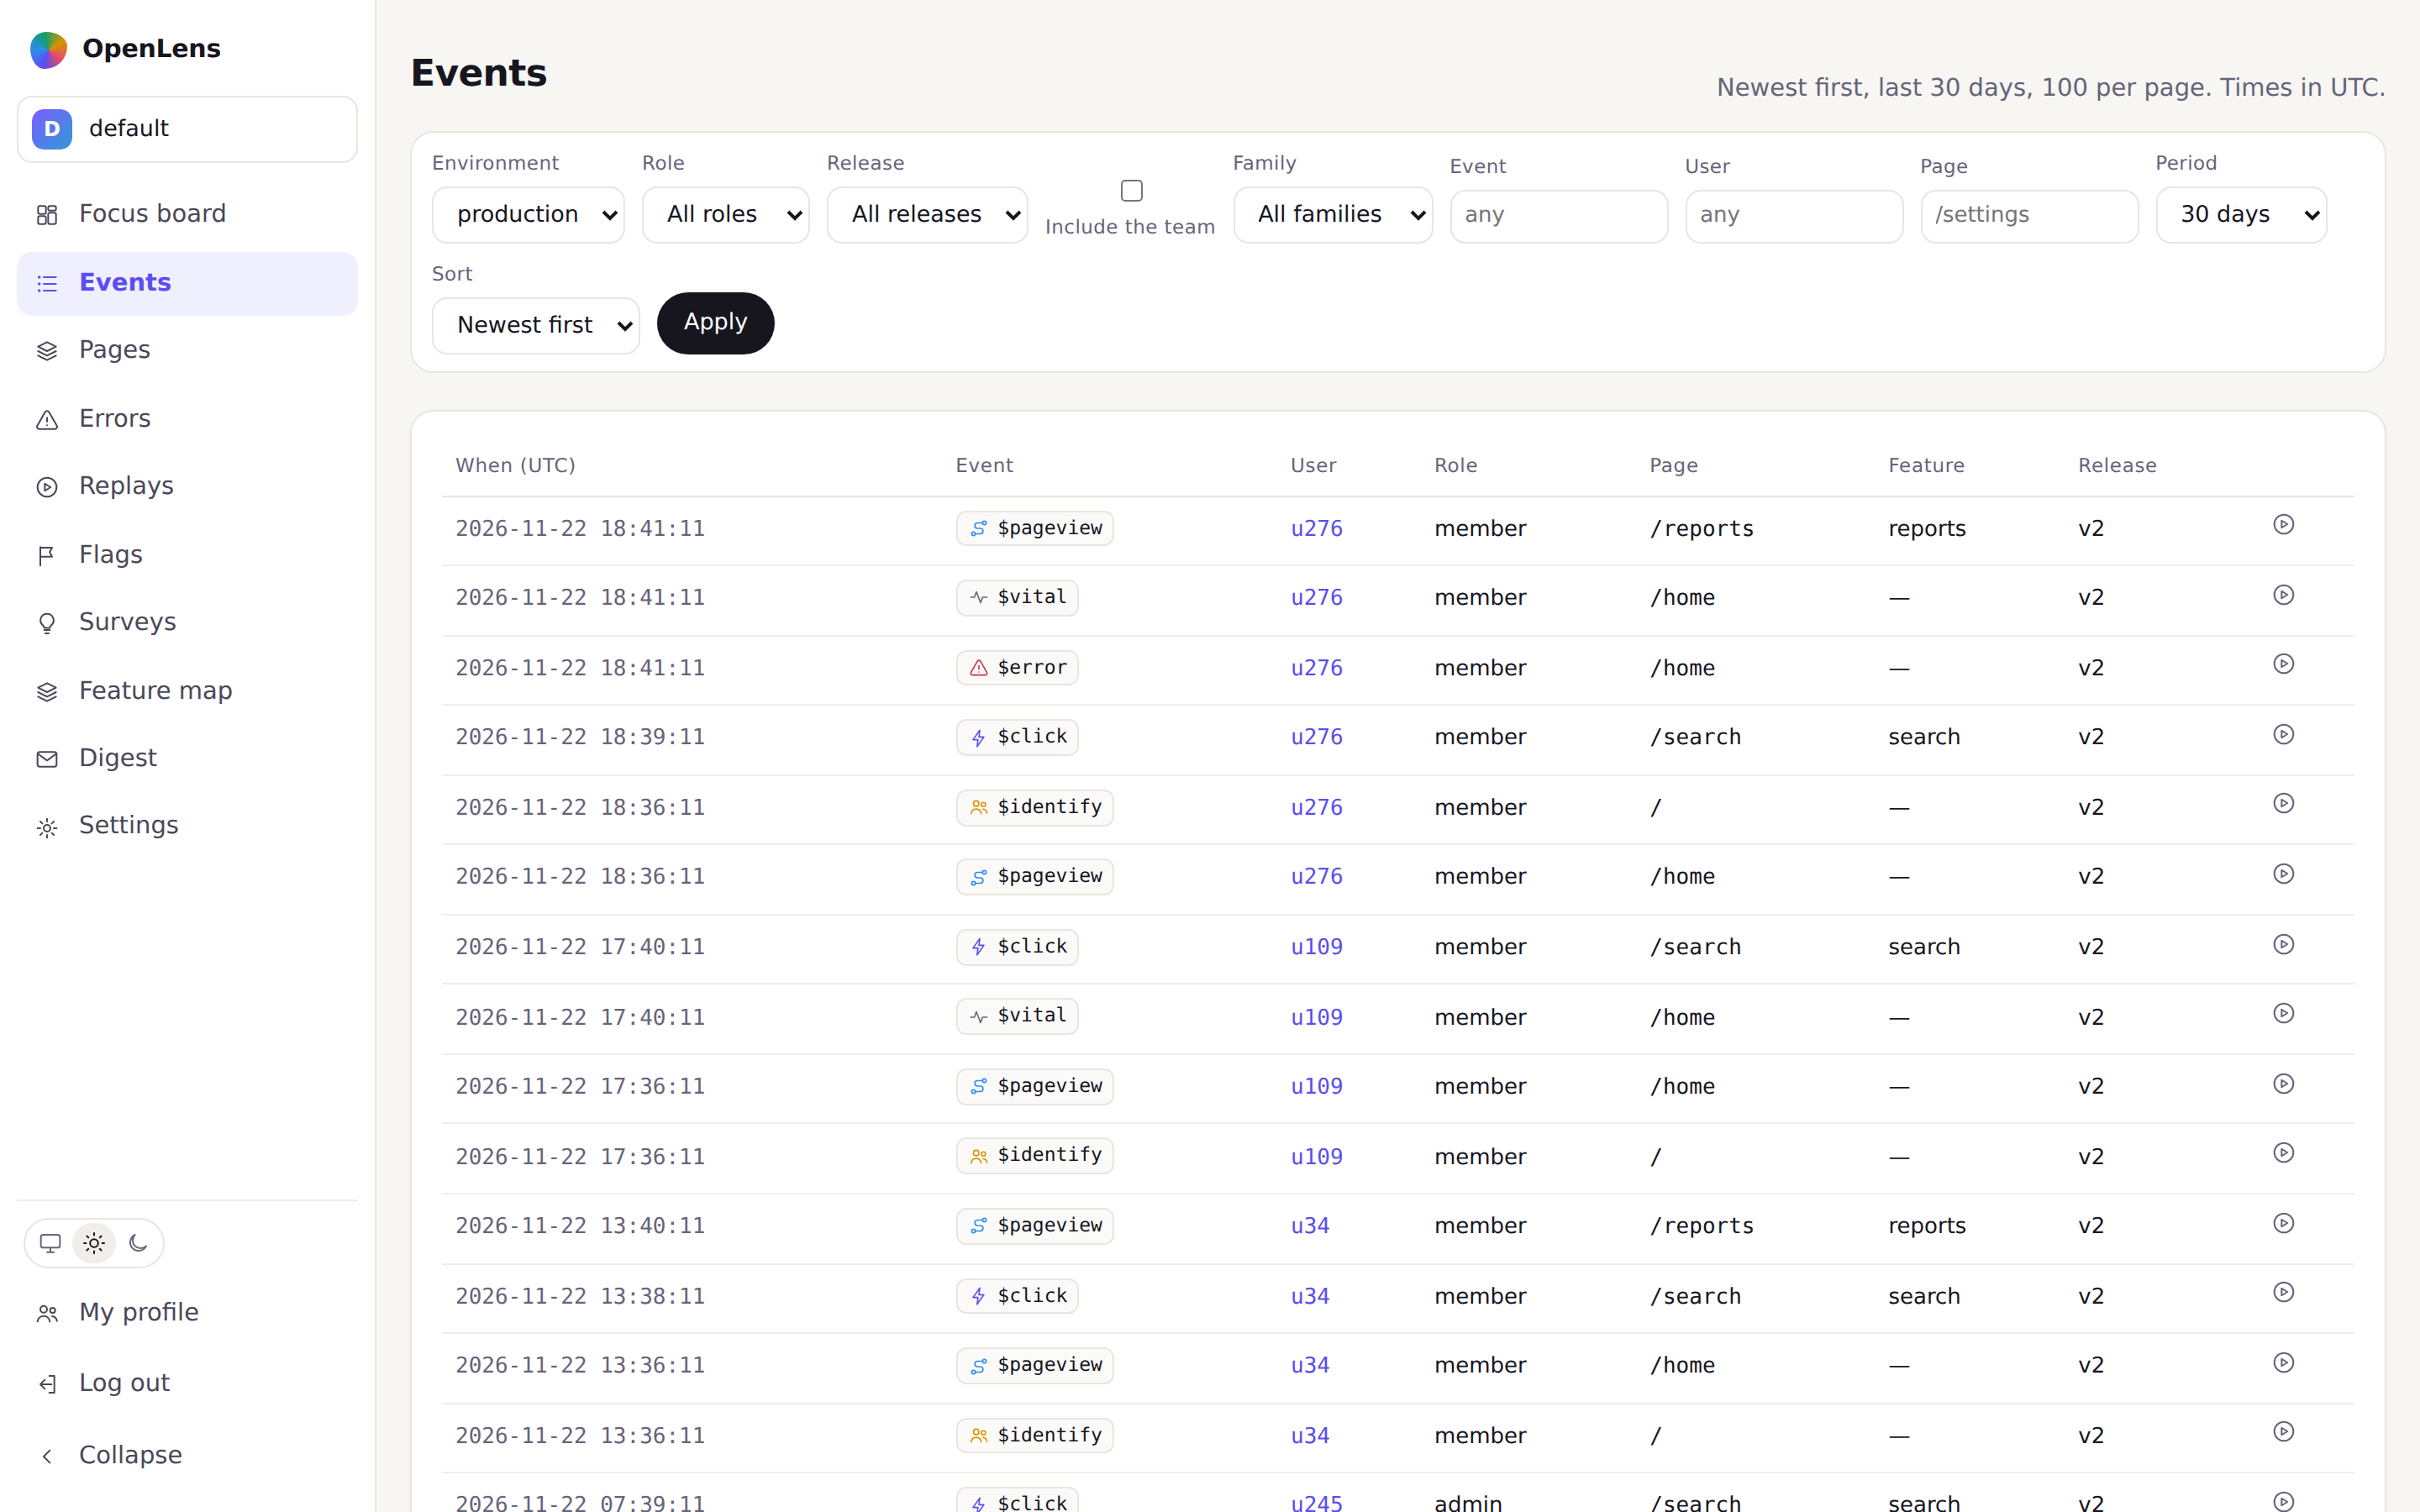 OpenLens
D default
Focus board
Events
Pages
Errors
Replays
Flags
Surveys
Feature map
Digest
Settings
My profile
Log out
Collapse
Events
Newest first, last 30 days, 100 per page. Times in UTC.
Environment Role Release Include the team Family Event User Page Period
production All roles All releases All families any any /settings 30 days
Sort
Newest first Apply
When (UTC) Event User Role Page Feature Release
2026-11-22 18:41:11 $pageview u276 member /reports reports v2
2026-11-22 18:41:11 $vital u276 member /home — v2
2026-11-22 18:41:11 $error u276 member /home — v2
2026-11-22 18:39:11 $click u276 member /search search v2
2026-11-22 18:36:11 $identify u276 member / — v2
2026-11-22 18:36:11 $pageview u276 member /home — v2
2026-11-22 17:40:11 $click u109 member /search search v2
2026-11-22 17:40:11 $vital u109 member /home — v2
2026-11-22 17:36:11 $pageview u109 member /home — v2
2026-11-22 17:36:11 $identify u109 member / — v2
2026-11-22 13:40:11 $pageview u34 member /reports reports v2
2026-11-22 13:38:11 $click u34 member /search search v2
2026-11-22 13:36:11 $pageview u34 member /home — v2
2026-11-22 13:36:11 $identify u34 member / — v2
2026-11-22 07:39:11 $click u245 admin /search search v2